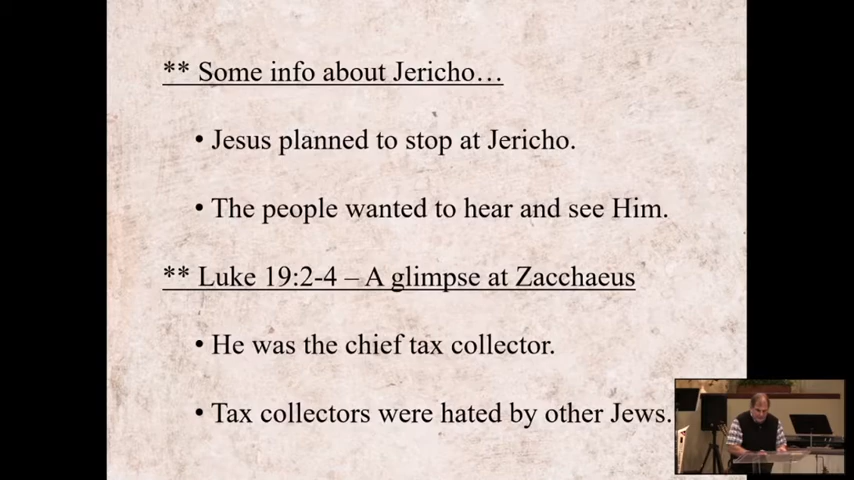 ** Some info about Jericho…
• Jesus planned to stop at Jericho.
• The people wanted to hear and see Him.
** Luke 19:2-4 – A glimpse at Zacchaeus
• He was the chief tax collector.
• Tax collectors were hated by other Jews.